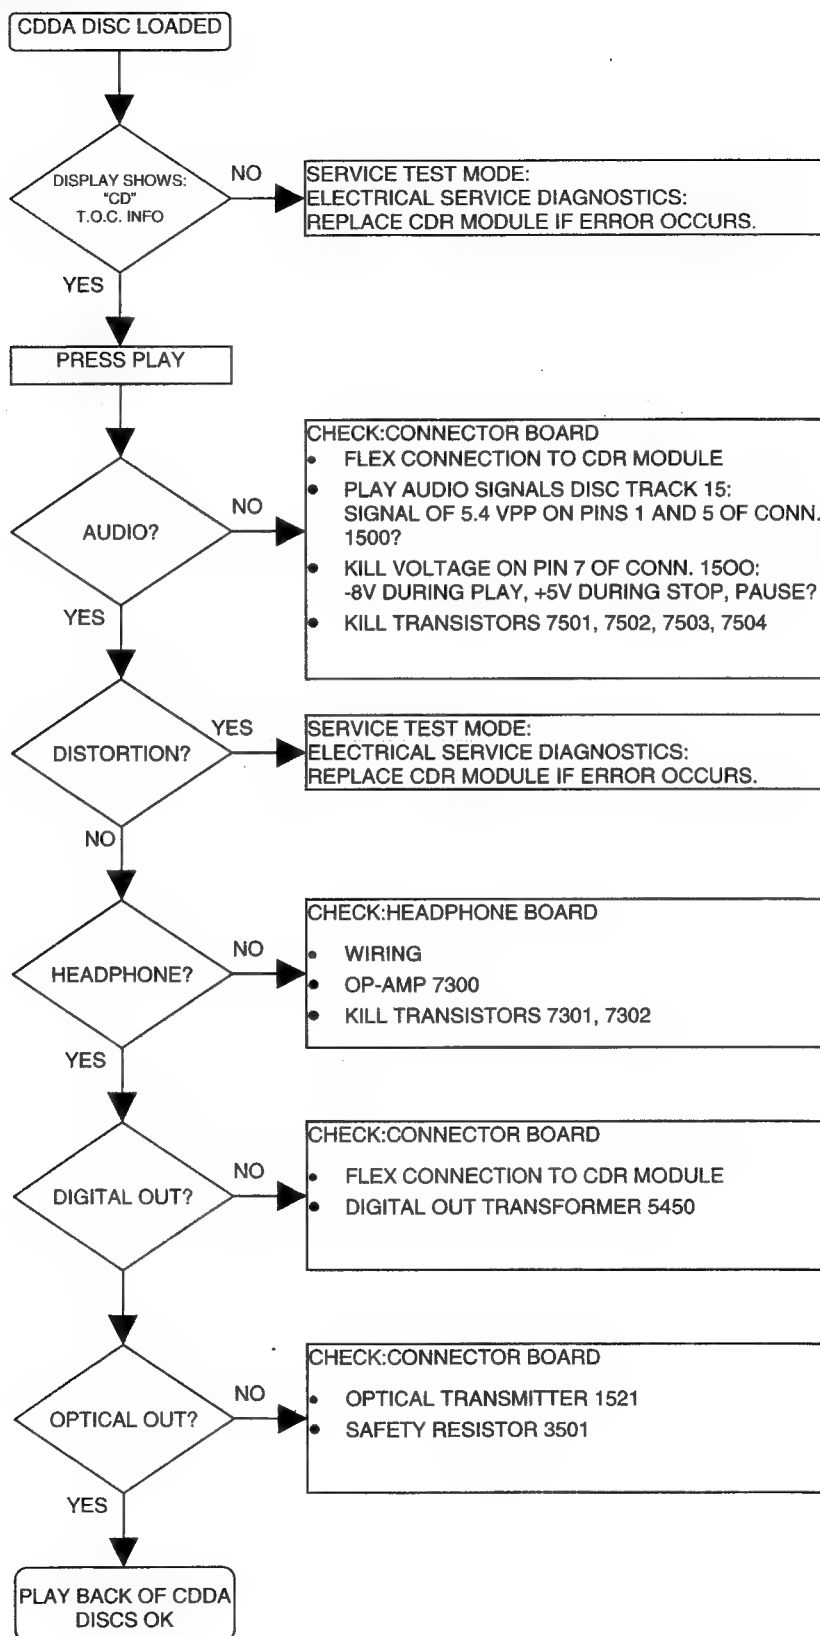 CDDA DISC LOADED
DISPLAY SHOWS:
"CD"
T.O.C. INFO
NO
SERVICE TEST MODE:
ELECTRICAL SERVICE DIAGNOSTICS:
REPLACE CDR MODULE IF ERROR OCCURS.
YES
PRESS PLAY
AUDIO?
NO
CHECK:CONNECTOR BOARD
• FLEX CONNECTION TO CDR MODULE
• PLAY AUDIO SIGNALS DISC TRACK 15:
SIGNAL OF 5.4 VPP ON PINS 1 AND 5 OF CONN.
1500?
• KILL VOLTAGE ON PIN 7 OF CONN. 15OO:
-8V DURING PLAY, +5V DURING STOP, PAUSE?
• KILL TRANSISTORS 7501, 7502, 7503, 7504
YES
DISTORTION?
YES
SERVICE TEST MODE:
ELECTRICAL SERVICE DIAGNOSTICS:
REPLACE CDR MODULE IF ERROR OCCURS.
NO
HEADPHONE?
NO
CHECK:HEADPHONE BOARD
• WIRING
• OP-AMP 7300
• KILL TRANSISTORS 7301, 7302
YES
DIGITAL OUT?
NO
CHECK:CONNECTOR BOARD
• FLEX CONNECTION TO CDR MODULE
• DIGITAL OUT TRANSFORMER 5450
OPTICAL OUT?
NO
CHECK:CONNECTOR BOARD
• OPTICAL TRANSMITTER 1521
• SAFETY RESISTOR 3501
YES
PLAY BACK OF CDDA
DISCS OK